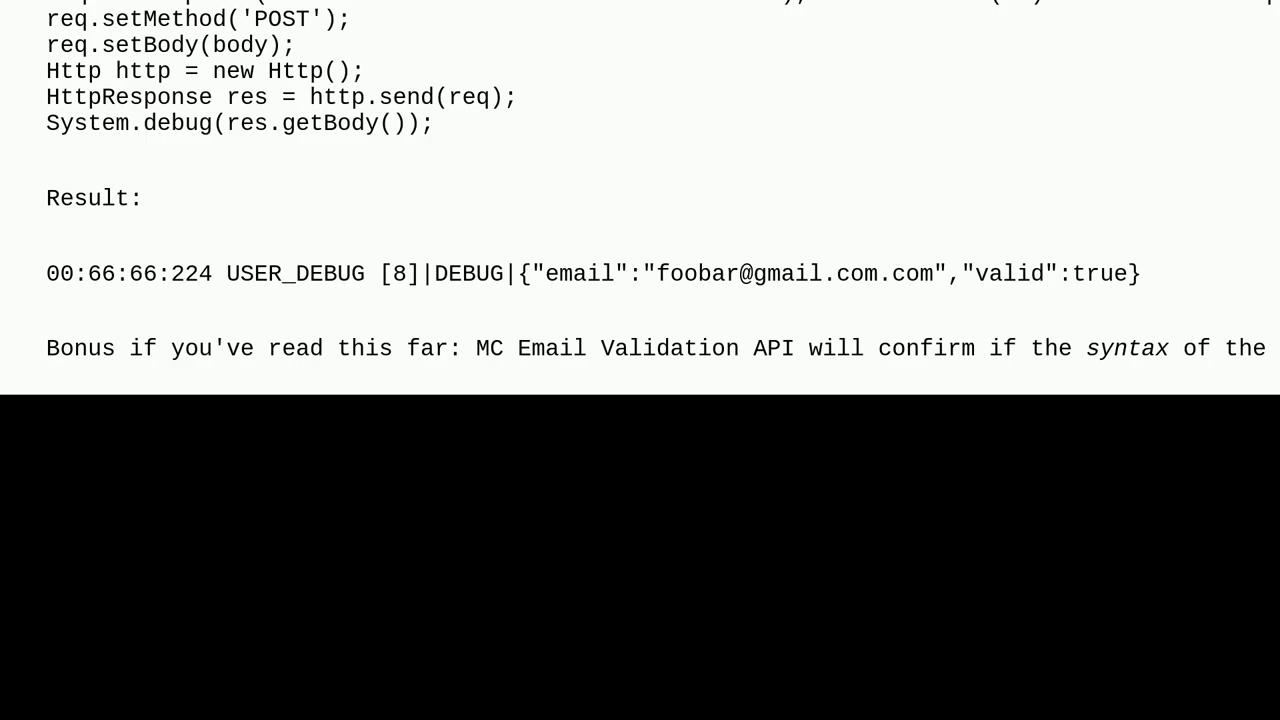 req.setMethod('POST');
req.setBody(body);
Http http = new Http();
HttpResponse res = http.send(req);
System.debug(res.getBody());
Result:
00:66:66:224 USER_DEBUG [8]|DEBUG|{"email":"foobar@gmail.com.com","valid":true}
Bonus if you've read this far: MC Email Validation API will confirm if the syntax of the